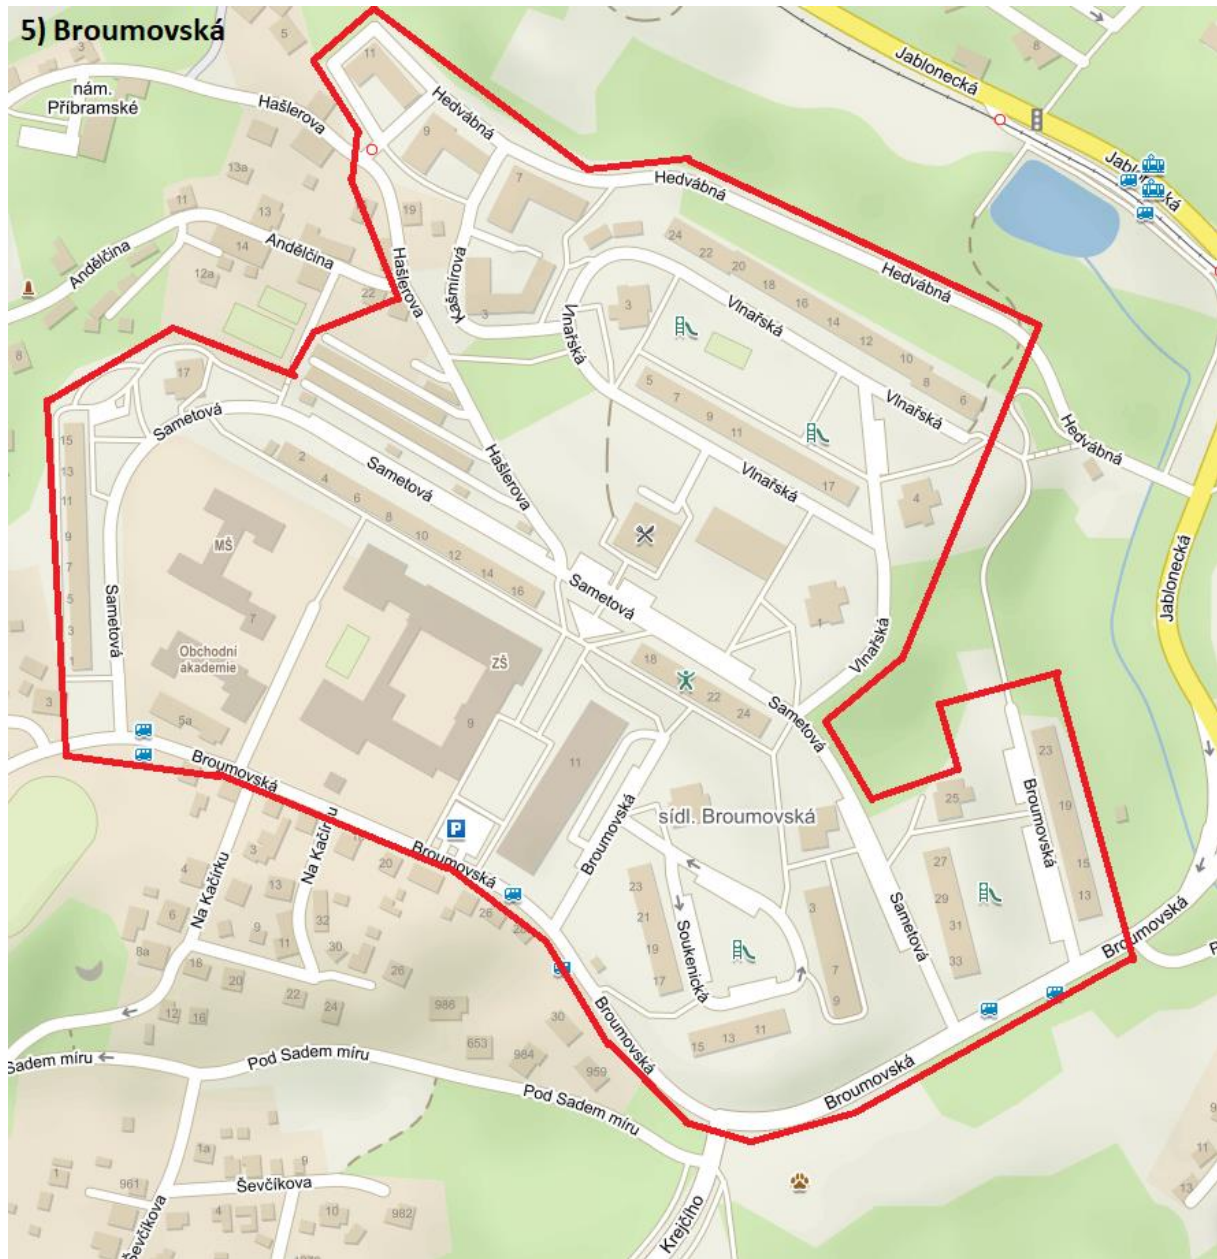 5) Broumovská
3
5
11
8
Jablonecká
nám.
Příbramské
Hašlerova
Hedvábná
9
7
Jablonecká
13a
Hedvábná
11
13
19
14
Andělčina
Andělčina
Hašlerova
Kašmírová
24
22
20
18
16
14
12
10
8
6
Hedvábná
12a
22
3
3
Vlnařská
Vlnařská
8
17
5
7
9
11
17
Vlnařská
Hedvábná
Sametová
15
13
11
9
7
5
3
1
2
4
6
8
10
12
14
16
Sametová
Hašlerova
Vlnařská
4
MŠ
7
Sametová
Sametová
Jablonecká
1
Obchodní
akademie
ZŠ
Vlnařská
18
22
24
Sametová
3
5a
9
11
23
19
15
13
Broumovská
25
Broumovská
sídl. Broumovská
P
Broumovská
Broumovská
Na Kačírku
Na Kačírku
4
3
13
20
26
6
9
11
32
30
8a
18
20
22
24
26
12
16
23
21
19
17
Soukenická
3
7
9
27
29
31
33
Sametová
Broumovská
986
30
653
984
959
15
13
11
Broumovská
Broumovská
Sadem míru
Pod Sadem míru
Pod Sadem míru
1a
1
961
9
Ševčíkova
4
10
982
Ševčíkova
Krejčího
11
13